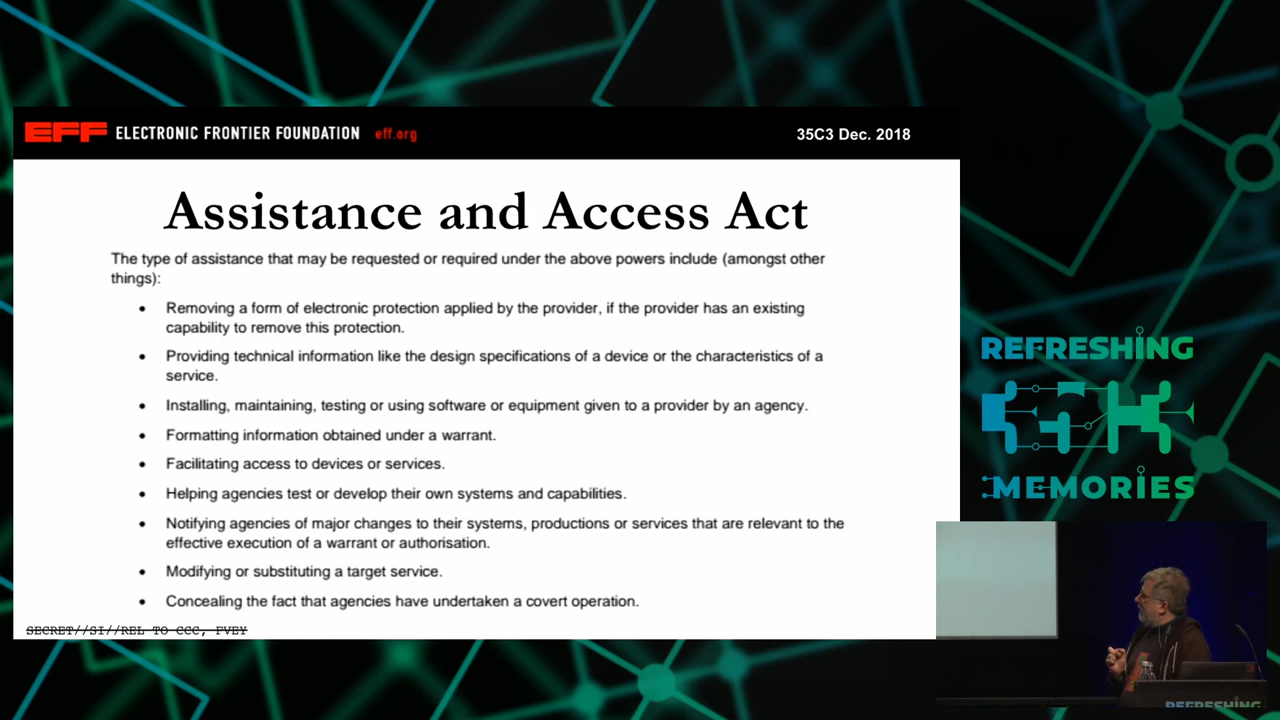 EFF ELECTRONIC FRONTIER FOUNDATION eff.org
35C3 Dec. 2018
Assistance and Access Act
The type of assistance that may be requested or required under the above powers include (amongst other
things):
• Removing a form of electronic protection applied by the provider, if the provider has an existing
capability to remove this protection.
• Providing technical information like the design specifications of a device or the characteristics of a
service.
• Installing, maintaining, testing or using software or equipment given to a provider by an agency.
• Formatting information obtained under a warrant.
• Facilitating access to devices or services.
• Helping agencies test or develop their own systems and capabilities.
• Notifying agencies of major changes to their systems, productions or services that are relevant to the
effective execution of a warrant or authorisation.
• Modifying or substituting a target service.
• Concealing the fact that agencies have undertaken a covert operation.
SECRET//SI//REL TO CCC, FVEY
REFRESHING
35C3
MEMORIES
REFRESHING